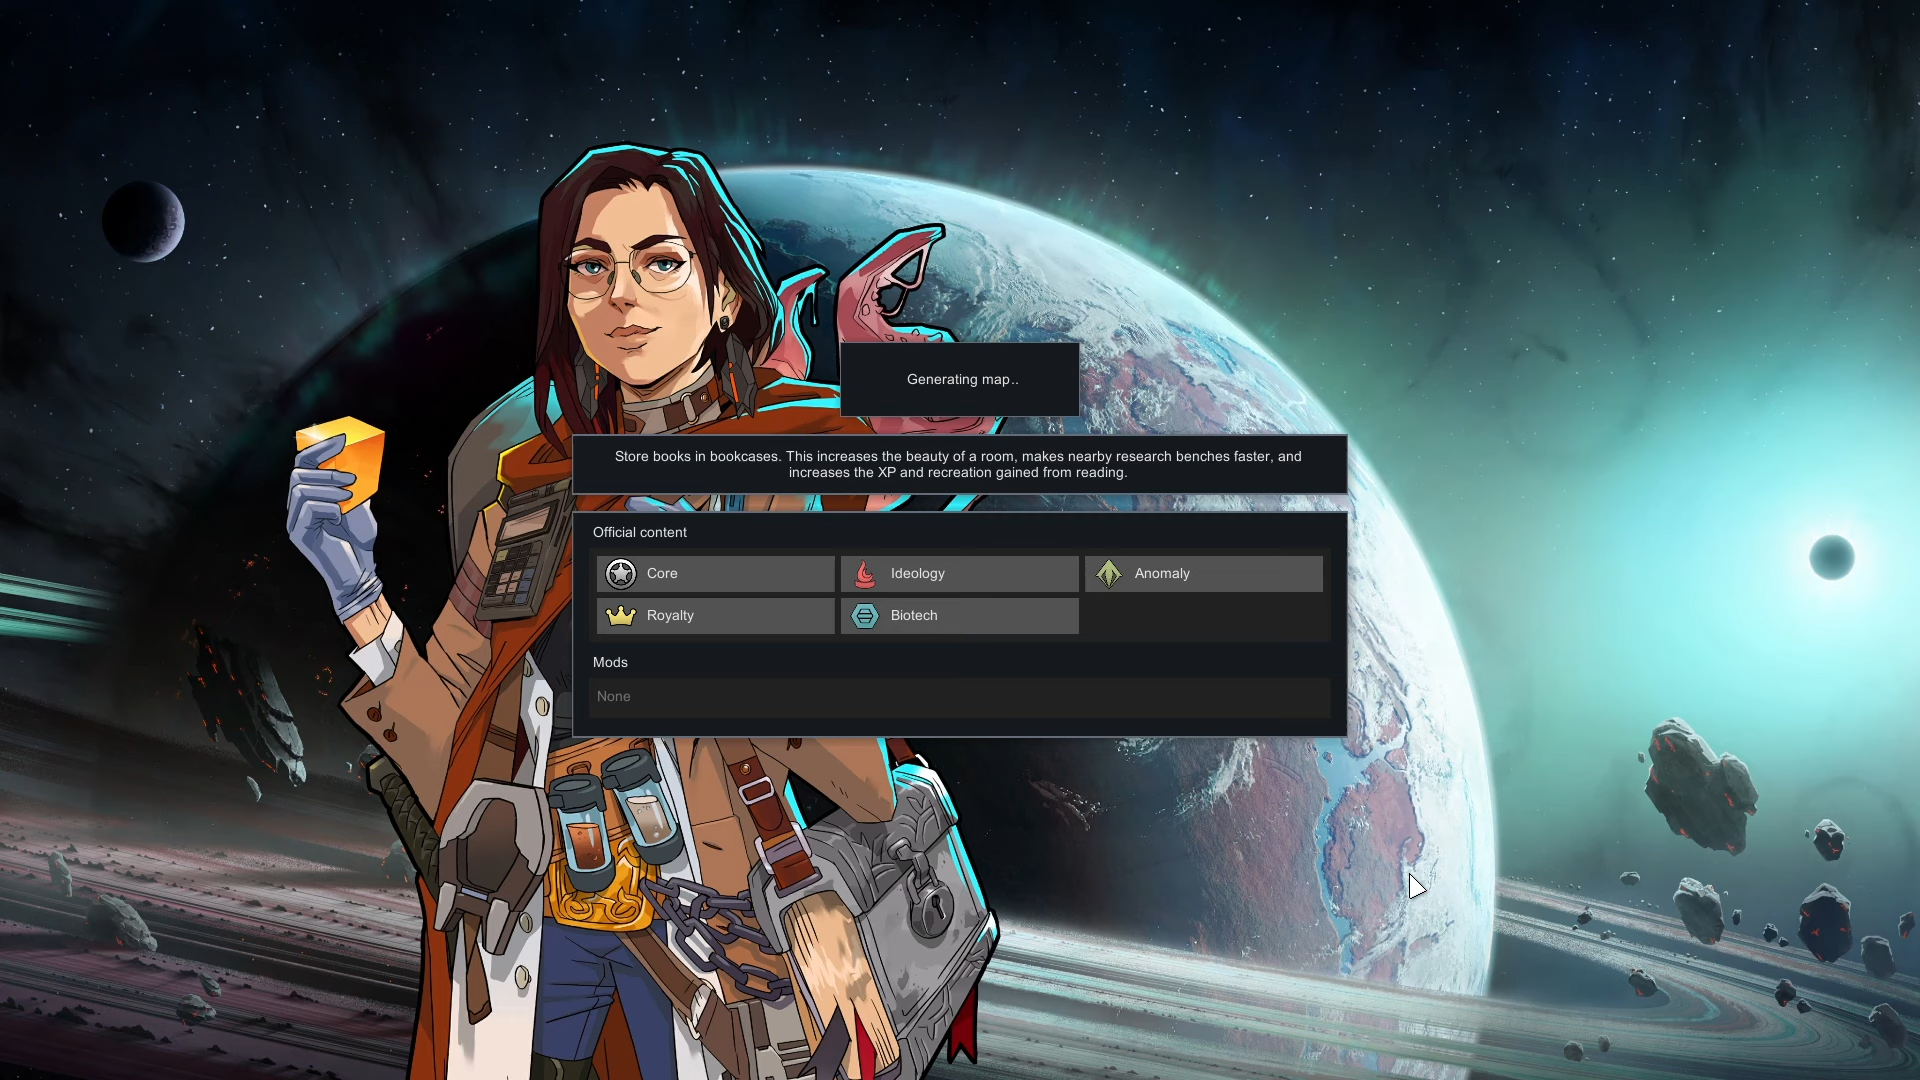 Generating map..
Store books in bookcases. This increases the beauty of a room, makes nearby research benches faster, and
increases the XP and recreation gained from reading.
Official content
Core
Ideology
Anomaly
Royalty
Biotech
Mods
None